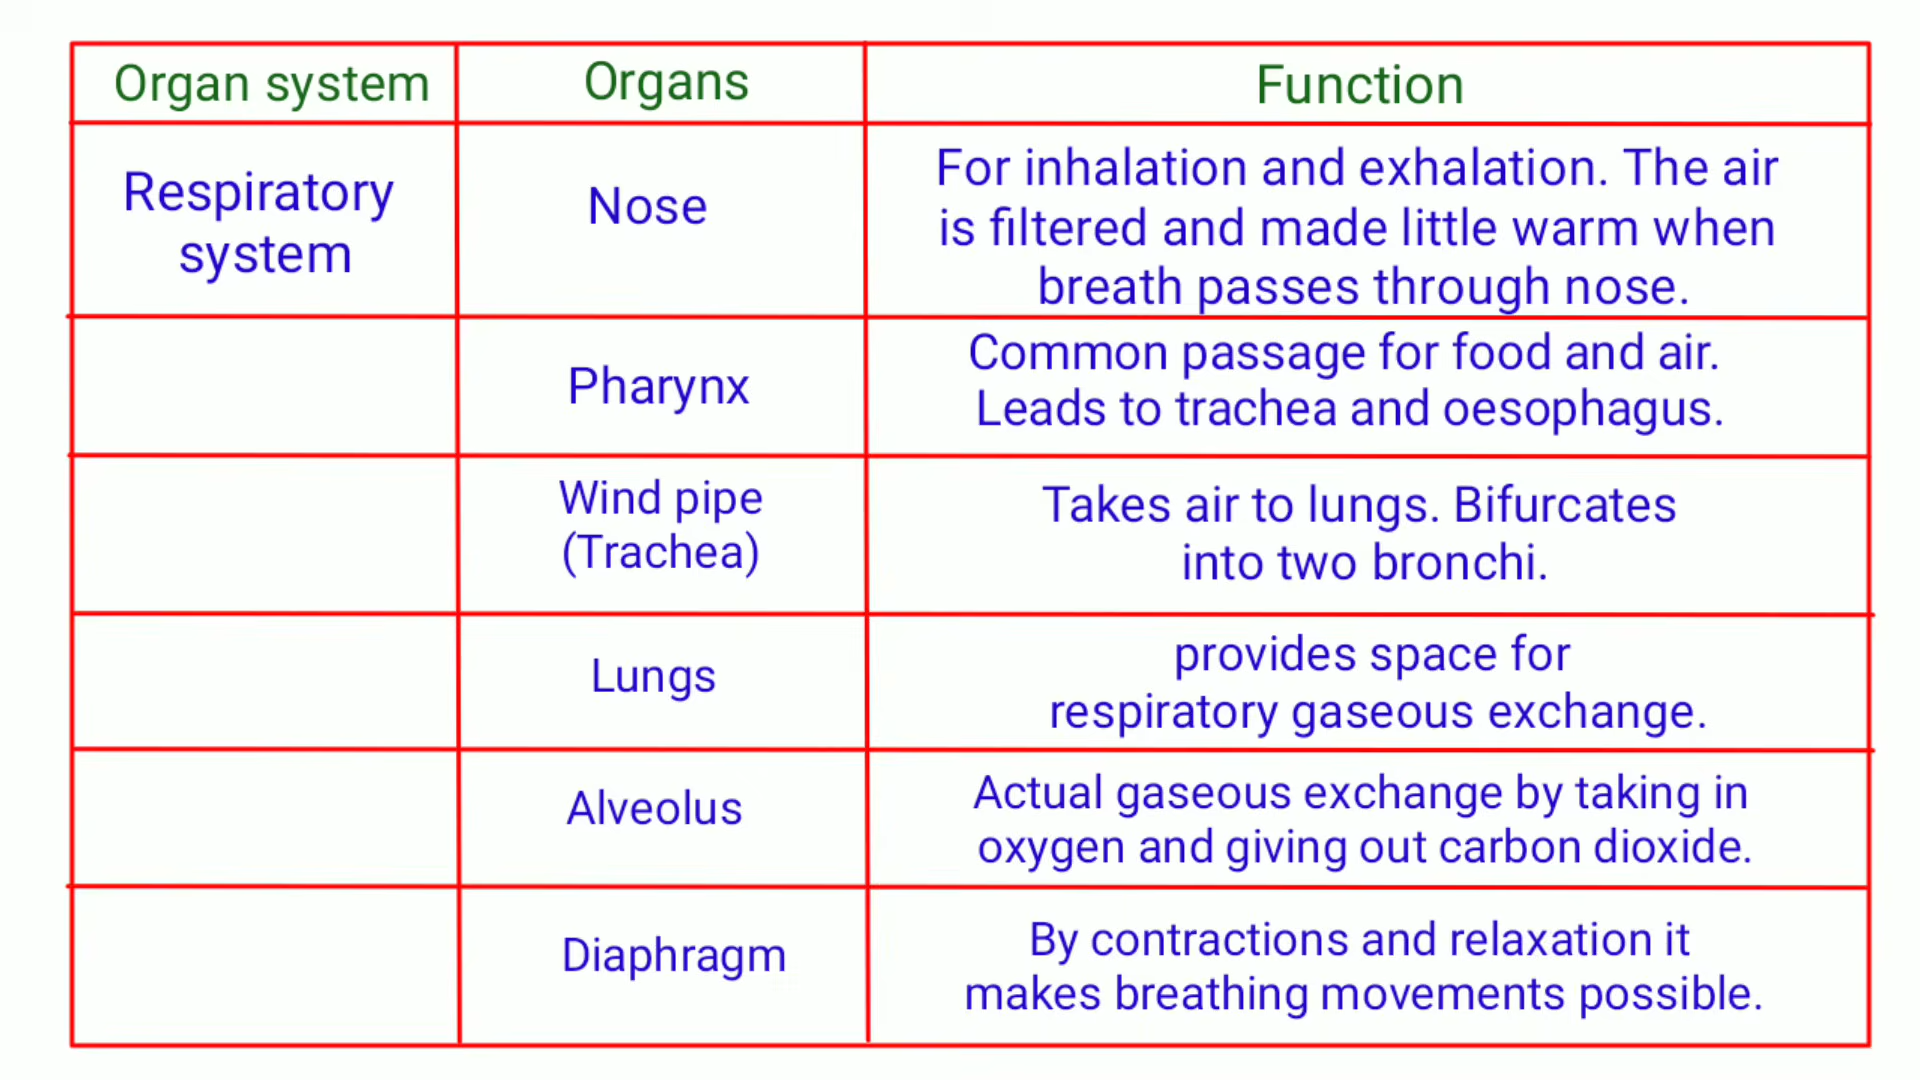 Organ system
Organs
Function
Respiratory
system
Nose
For inhalation and exhalation. The air
is filtered and made little warm when
breath passes through nose.
Pharynx
Common passage for food and air.
Leads to trachea and oesophagus.
Wind pipe
(Trachea)
Takes air to lungs. Bifurcates
into two bronchi.
Lungs
provides space for
respiratory gaseous exchange.
Alveolus
Actual gaseous exchange by taking in
oxygen and giving out carbon dioxide.
Diaphragm
By contractions and relaxation it
makes breathing movements possible.